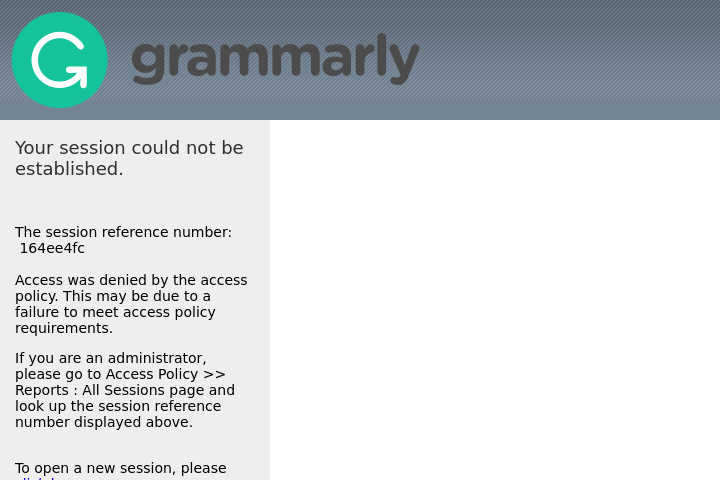 grammarly
Your session could not be
established.
The session reference number:
164ee4fc
Access was denied by the access
policy. This may be due to a
failure to meet access policy
requirements.
If you are an administrator,
please go to Access Policy >>
Reports : All Sessions page and
look up the session reference
number displayed above.
To open a new session, please